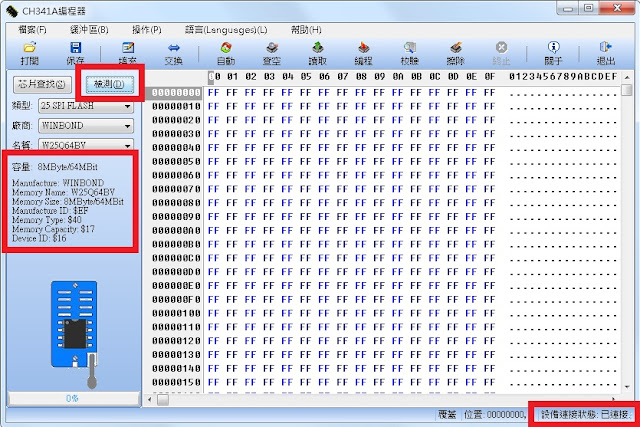 CH341A編程器
檔案(F) 緩沖區(B) 操作(P) 語言(Languages)(L) 幫助(H)
打開 保存 填充 交換 自動 查空 讀取 編程 校驗 擦除 終止 關于 退出
芯片查找(S) 檢測(D)
類型: 25 SPI FLASH
廠商: WINBOND
名稱: W25Q64BV
容量: 8MByte/64MBit
Manufacture: WINBOND
Memory Name: W25Q64BV
Memory Size: 8MByte/64MBit
Manufacture ID: $EF
Memory Type: $40
Memory Capacity: $17
Device ID: $16
0%
00 01 02 03 04 05 06 07 08 09 0A 0B 0C 0D 0E 0F 0123456789ABCDEF
00000000: FF FF FF FF FF FF FF FF FF FF FF FF FF FF FF FF ................
00000010: FF FF FF FF FF FF FF FF FF FF FF FF FF FF FF FF ................
00000020: FF FF FF FF FF FF FF FF FF FF FF FF FF FF FF FF ................
00000030: FF FF FF FF FF FF FF FF FF FF FF FF FF FF FF FF ................
00000040: FF FF FF FF FF FF FF FF FF FF FF FF FF FF FF FF ................
00000050: FF FF FF FF FF FF FF FF FF FF FF FF FF FF FF FF ................
00000060: FF FF FF FF FF FF FF FF FF FF FF FF FF FF FF FF ................
00000070: FF FF FF FF FF FF FF FF FF FF FF FF FF FF FF FF ................
00000080: FF FF FF FF FF FF FF FF FF FF FF FF FF FF FF FF ................
00000090: FF FF FF FF FF FF FF FF FF FF FF FF FF FF FF FF ................
000000A0: FF FF FF FF FF FF FF FF FF FF FF FF FF FF FF FF ................
000000B0: FF FF FF FF FF FF FF FF FF FF FF FF FF FF FF FF ................
000000C0: FF FF FF FF FF FF FF FF FF FF FF FF FF FF FF FF ................
000000D0: FF FF FF FF FF FF FF FF FF FF FF FF FF FF FF FF ................
000000E0: FF FF FF FF FF FF FF FF FF FF FF FF FF FF FF FF ................
000000F0: FF FF FF FF FF FF FF FF FF FF FF FF FF FF FF FF ................
00000100: FF FF FF FF FF FF FF FF FF FF FF FF FF FF FF FF ................
00000110: FF FF FF FF FF FF FF FF FF FF FF FF FF FF FF FF ................
00000120: FF FF FF FF FF FF FF FF FF FF FF FF FF FF FF FF ................
00000130: FF FF FF FF FF FF FF FF FF FF FF FF FF FF FF FF ................
00000140: FF FF FF FF FF FF FF FF FF FF FF FF FF FF FF FF ................
00000150: FF FF FF FF FF FF FF FF FF FF FF FF FF FF FF FF ................
覆蓋 位置: 00000000, 設備連接狀態: 已連接.